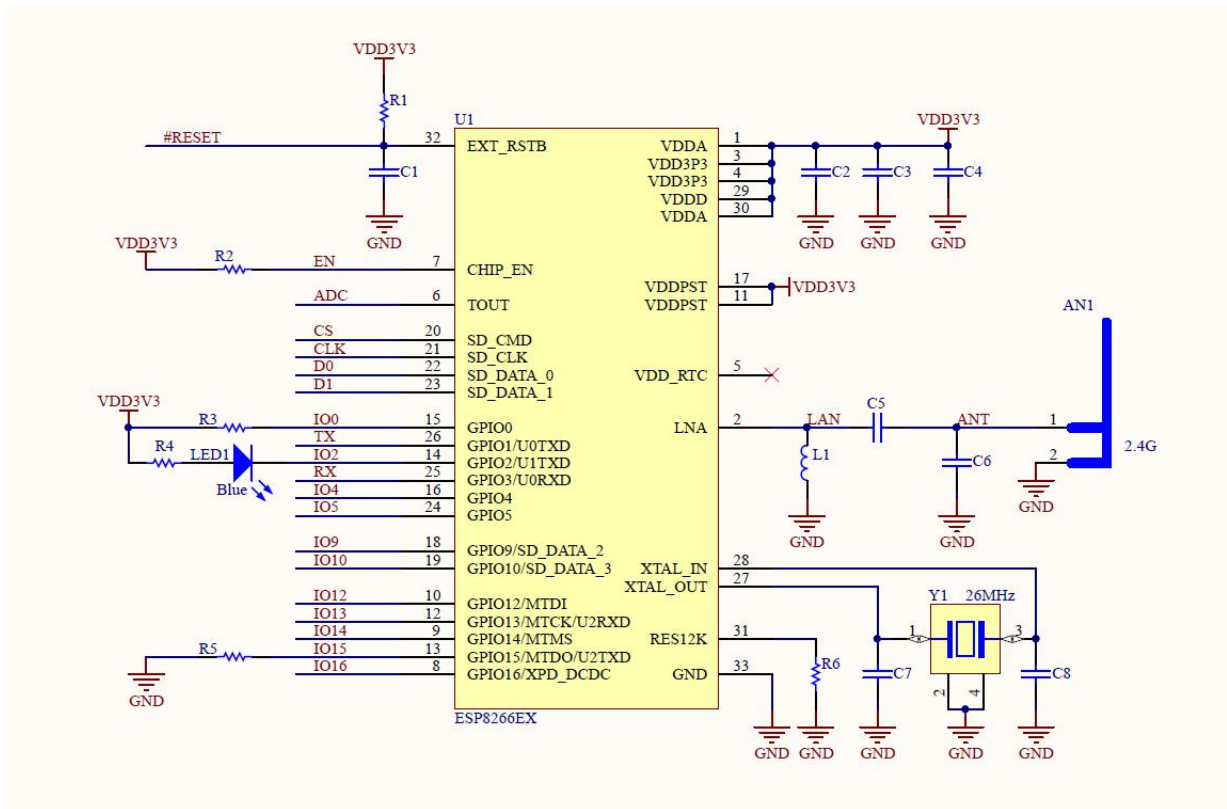 VDD3V3
R1
#RESET
C1
GND
VDD3V3
R2
EN
ADC
CS
CLK
D0
D1
VDD3V3
R3
IO0
TX
R4
LED1
IO2
Blue
RX
IO4
IO5
IO9
IO10
IO12
IO13
IO14
R5
IO15
IO16
GND
U1
32 EXT_RSTB
7 CHIP_EN
6 TOUT
20 SD_CMD
21 SD_CLK
22 SD_DATA_0
23 SD_DATA_1
15 GPIO0
26 GPIO1/U0TXD
14 GPIO2/U1TXD
25 GPIO3/U0RXD
16 GPIO4
24 GPIO5
18 GPIO9/SD_DATA_2
19 GPIO10/SD_DATA_3
10 GPIO12/MTDI
12 GPIO13/MTCK/U2RXD
9 GPIO14/MTMS
13 GPIO15/MTDO/U2TXD
8 GPIO16/XPD_DCDC
ESP8266EX
VDDA 1
VDD3P3 3
VDD3P3 4
VDDD 29
VDDA 30
VDDPST 17
VDDPST 11
VDD_RTC 5
LNA 2
XTAL_IN 28
XTAL_OUT 27
RES12K 31
GND 33
VDD3V3
C2
C3
C4
GND
GND
GND
VDD3V3
AN1
LAN
C5
ANT
1
L1
C6
2
2.4G
GND
GND
GND
Y1 26MHz
1
3
R6
C7
2
4
C8
GND
GND
GND
GND
GND